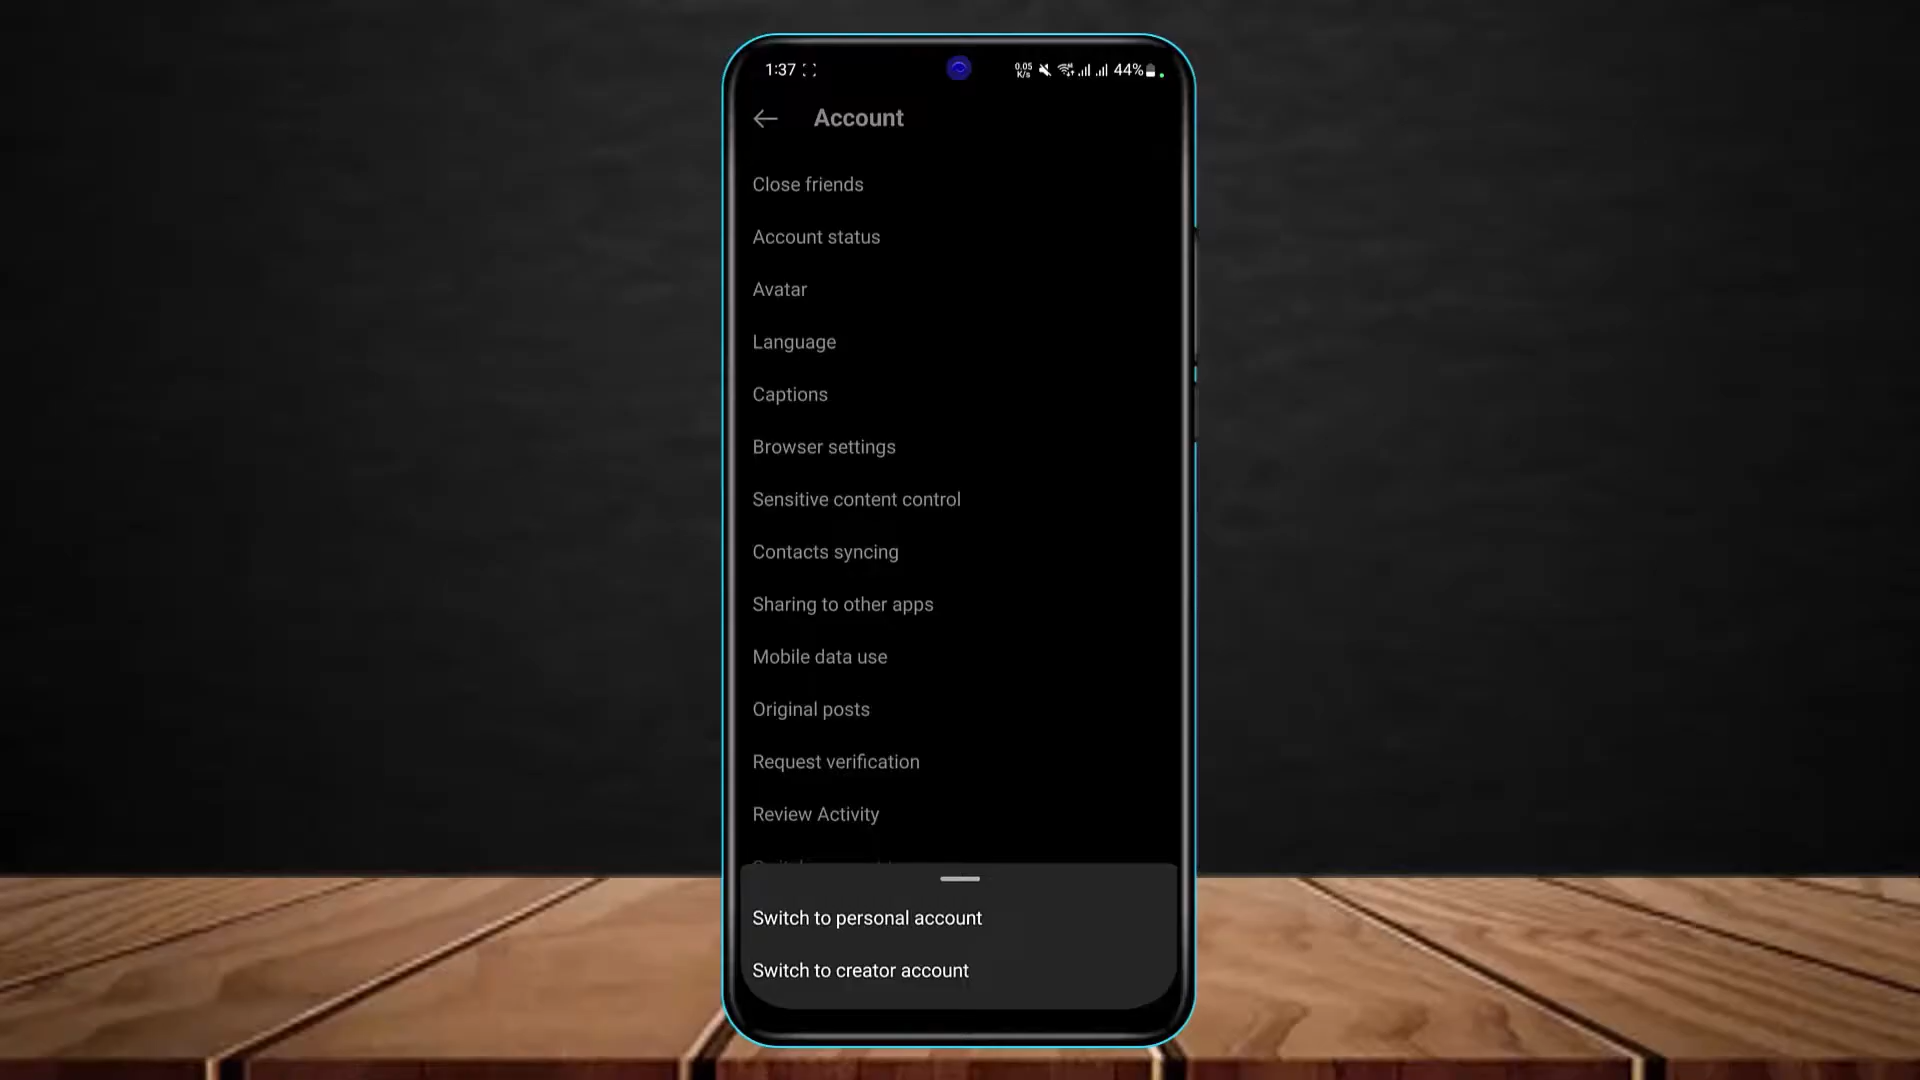 1:37
0.05
K/s
44%
Account
Close friends
Account status
Avatar
Language
Captions
Browser settings
Sensitive content control
Contacts syncing
Sharing to other apps
Mobile data use
Original posts
Request verification
Review Activity
Switch to personal account
Switch to creator account